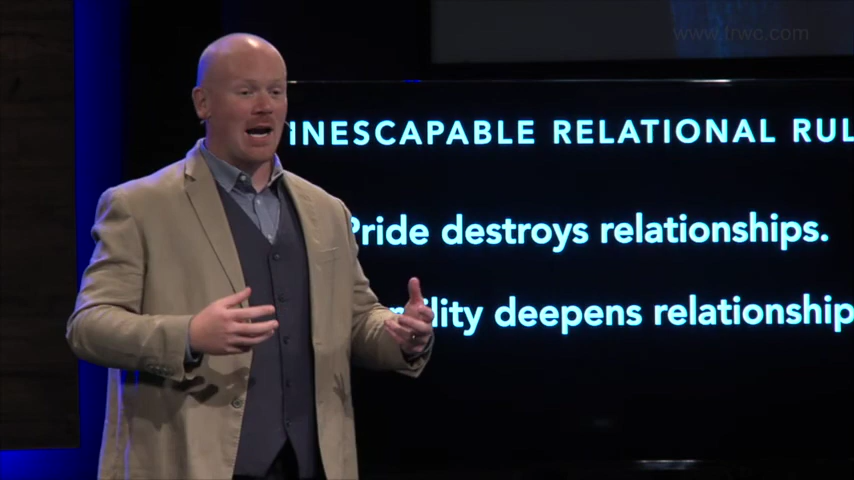 www.frwc.com
INESCAPABLE RELATIONAL RUL
Pride destroys relationships.
ility deepens relationship